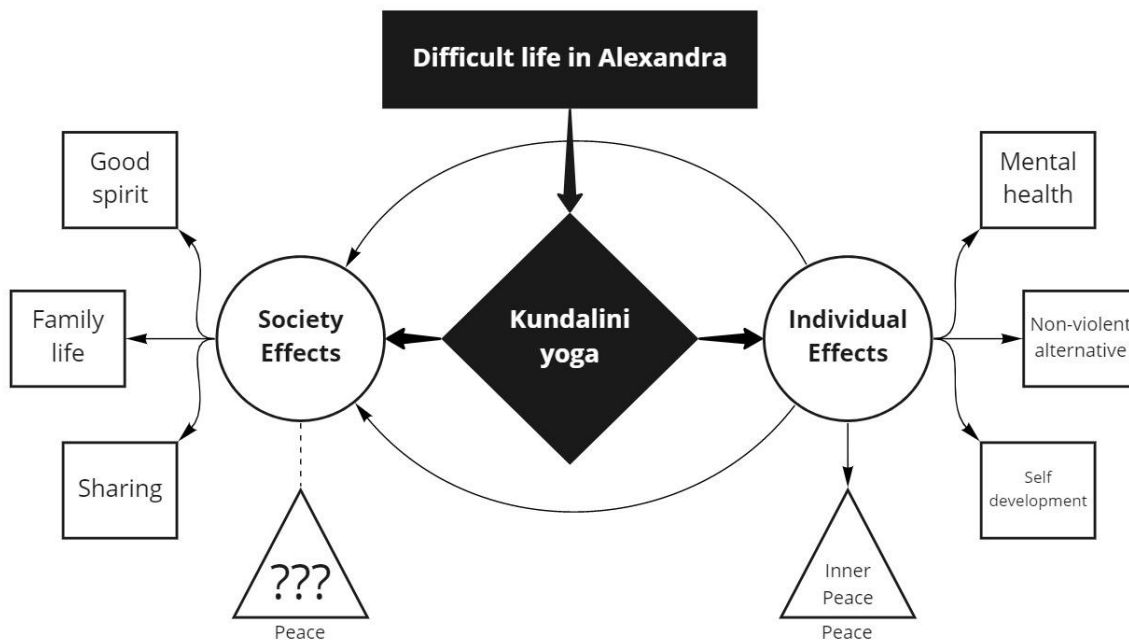 Difficult life in Alexandra
Good
spirit
Mental
health
Family
life
Society
Effects
Kundalini
yoga
Individual
Effects
Non-violent
alternative
Sharing
Self
development
???
Inner
Peace
Peace
Peace